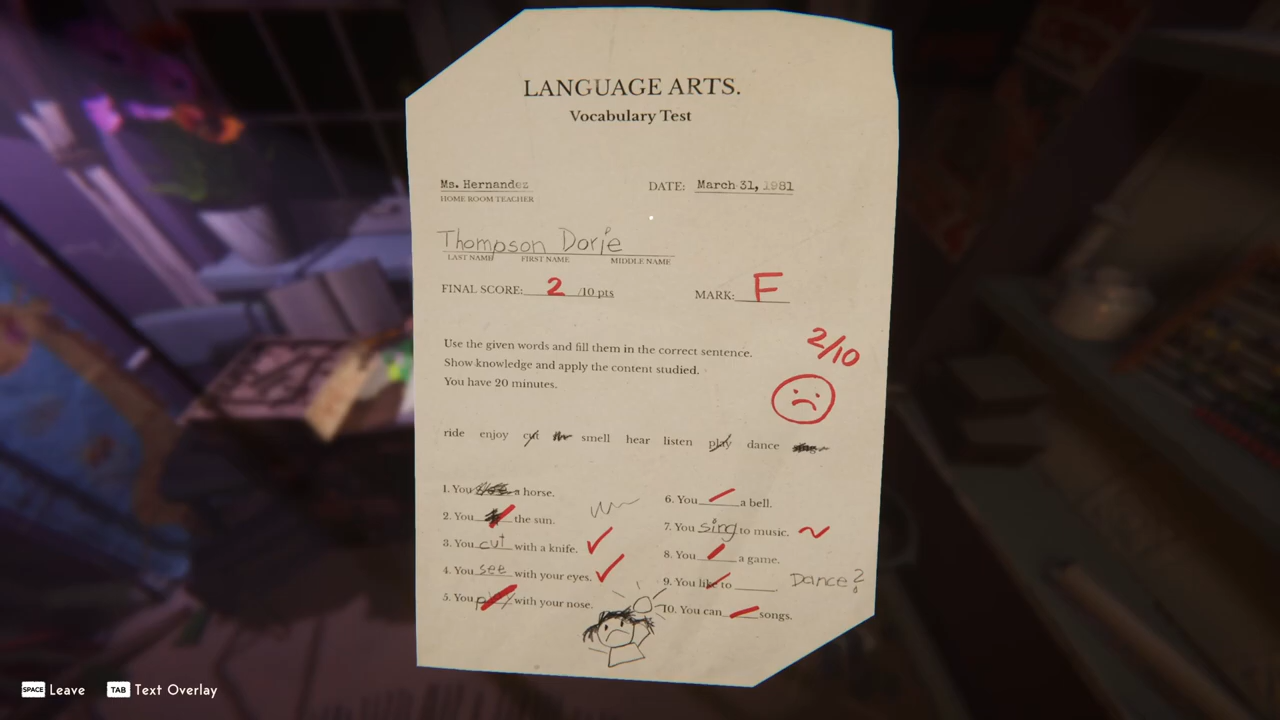 LANGUAGE ARTS.
Vocabulary Test
Ms. Hernandez
HOME ROOM TEACHER
DATE: March 31, 1981
Thompson Dorie
LAST NAME FIRST NAME MIDDLE NAME
FINAL SCORE: 2 /10 pts
MARK: F
Use the given words and fill them in the correct sentence.
Show knowledge and apply the content studied.
You have 20 minutes.
2/10
ride enjoy cut smell hear listen play dance
1. You a horse.
2. You the sun.
3. You cut with a knife.
4. You see with your eyes.
5. You play with your nose.
6. You a bell.
7. You sing to music.
8. You a game.
9. You like to . Dance?
10. You can songs.
SPACE Leave TAB Text Overlay